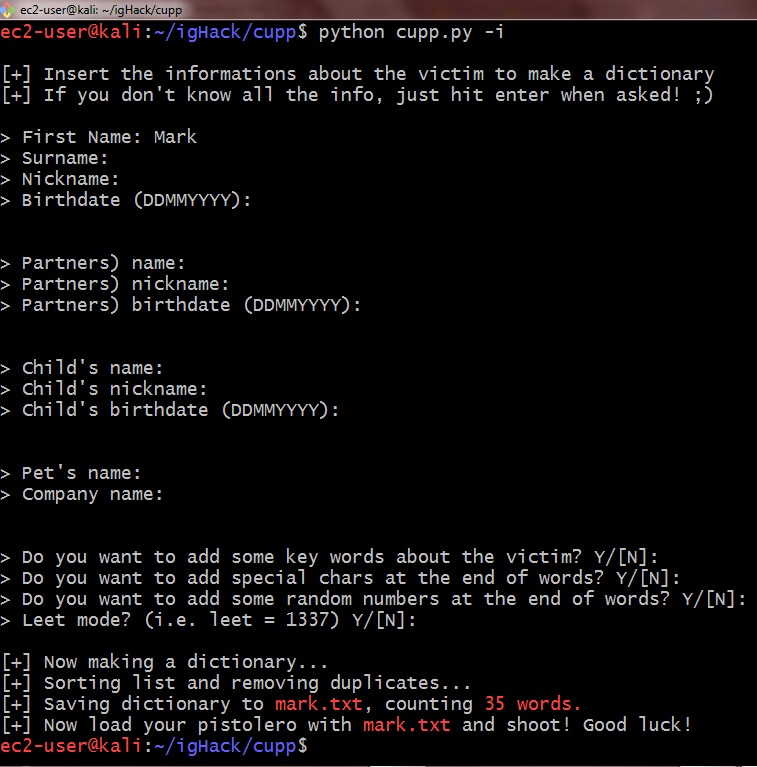 ec2-user@kali: ~/igHack/cupp
ec2-user@kali:~/igHack/cupp$ python cupp.py -i
[+] Insert the informations about the victim to make a dictionary
[+] If you don't know all the info, just hit enter when asked! ;)
> First Name: Mark
> Surname:
> Nickname:
> Birthdate (DDMMYYYY):
> Partners) name:
> Partners) nickname:
> Partners) birthdate (DDMMYYYY):
> Child's name:
> Child's nickname:
> Child's birthdate (DDMMYYYY):
> Pet's name:
> Company name:
> Do you want to add some key words about the victim? Y/[N]:
> Do you want to add special chars at the end of words? Y/[N]:
> Do you want to add some random numbers at the end of words? Y/[N]:
> Leet mode? (i.e. leet = 1337) Y/[N]:
[+] Now making a dictionary...
[+] Sorting list and removing duplicates...
[+] Saving dictionary to mark.txt, counting 35 words.
[+] Now load your pistolero with mark.txt and shoot! Good luck!
ec2-user@kali:~/igHack/cupp$